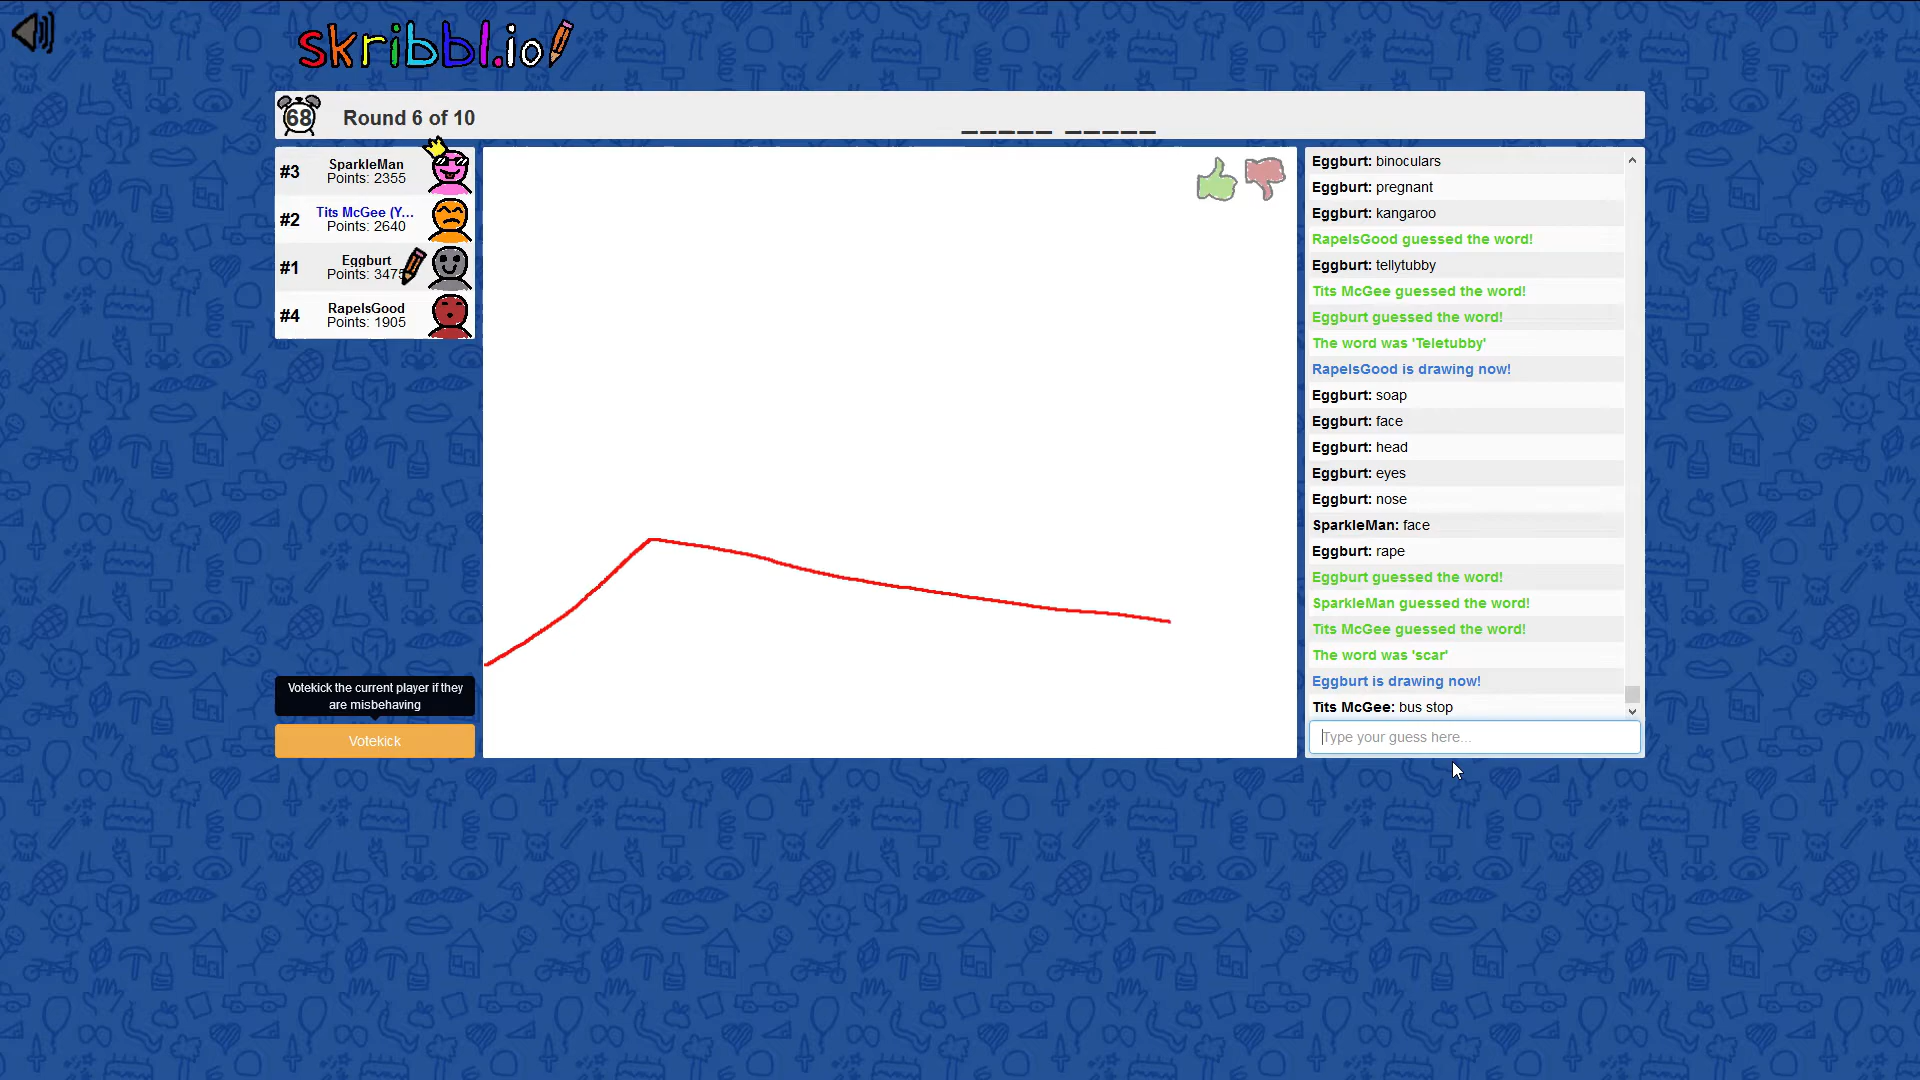 skribbl.io
68
Round 6 of 10
_____ _____
#3
SparkleMan
Points: 2355
#2
Tits McGee (Y...
Points: 2640
#1
Eggburt
Points: 3475
#4
RapeIsGood
Points: 1905
Votekick the current player if they
are misbehaving
Votekick
Eggburt: binoculars
Eggburt: pregnant
Eggburt: kangaroo
RapeIsGood guessed the word!
Eggburt: tellytubby
Tits McGee guessed the word!
Eggburt guessed the word!
The word was 'Teletubby'
RapeIsGood is drawing now!
Eggburt: soap
Eggburt: face
Eggburt: head
Eggburt: eyes
Eggburt: nose
SparkleMan: face
Eggburt: rape
Eggburt guessed the word!
SparkleMan guessed the word!
Tits McGee guessed the word!
The word was 'scar'
Eggburt is drawing now!
Tits McGee: bus stop
Type your guess here...